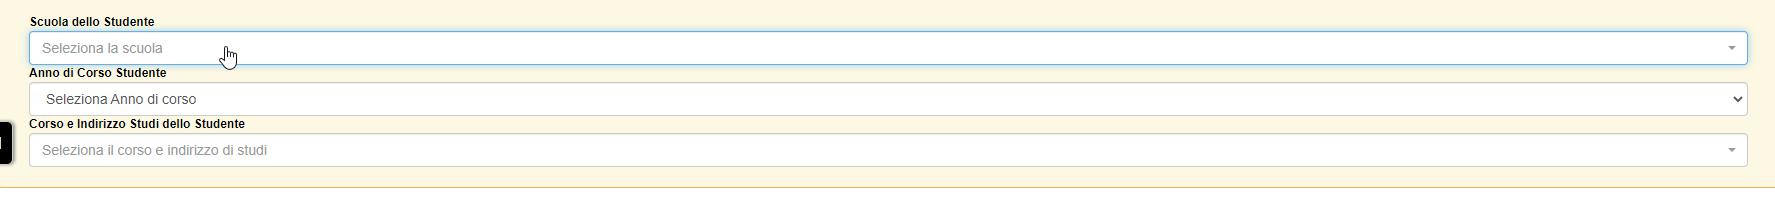 Scuola dello Studente
Seleziona la scuola
Anno di Corso Studente
Seleziona Anno di corso
Corso e Indirizzo Studi dello Studente
Seleziona il corso e indirizzo di studi